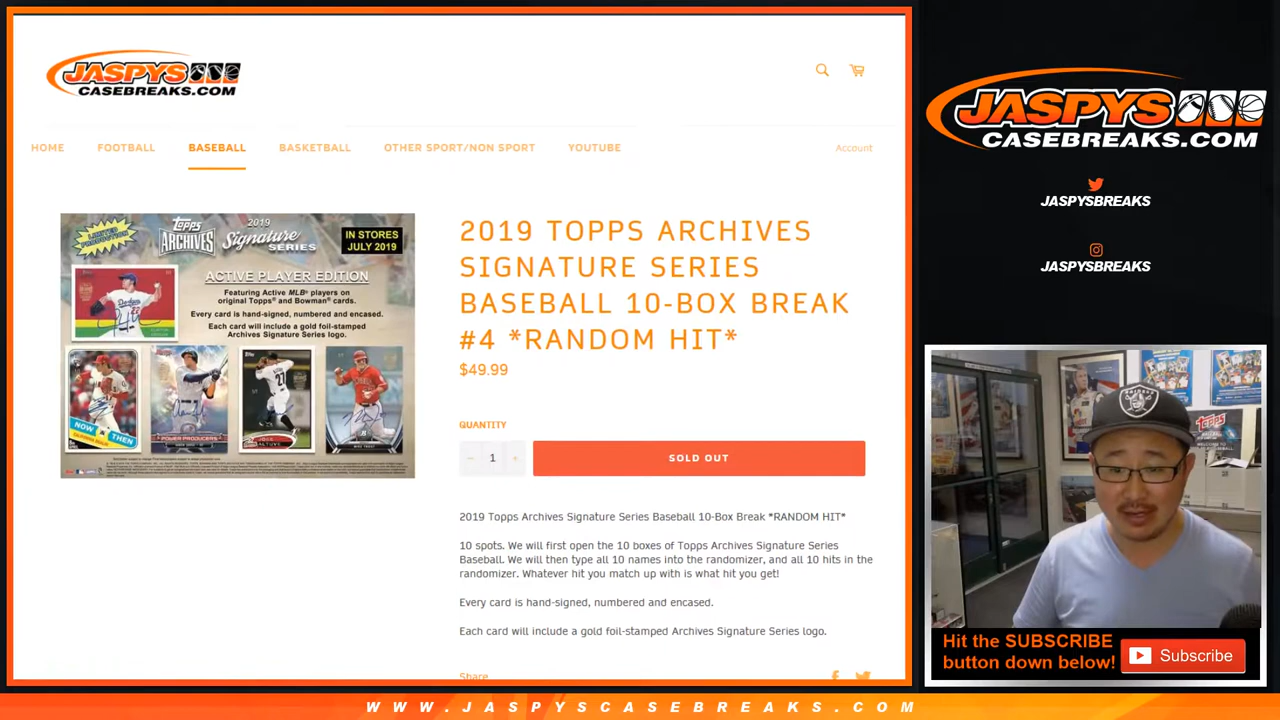 JASPYS
CASEBREAKS.COM
HOME
FOOTBALL
BASEBALL
BASKETBALL
OTHER SPORT/NON SPORT
YOUTUBE
Account
Topps
ARCHIVES
2019
Signature
SERIES
IN STORES
JULY 2019
ACTIVE PLAYER EDITION
Featuring Active MLB® players on
original Topps® and Bowman® cards.
Every card is hand-signed, numbered and encased.
Each card will include a gold foil-stamped
Archives Signature Series logo.
Dodgers
NOW
THEN
POWER PRODUCERS
2019 TOPPS ARCHIVES
SIGNATURE SERIES
BASEBALL 10-BOX BREAK
#4 *RANDOM HIT*
$49.99
QUANTITY
− 1 +
SOLD OUT
2019 Topps Archives Signature Series Baseball 10-Box Break *RANDOM HIT*
10 spots. We will first open the 10 boxes of Topps Archives Signature Series
Baseball. We will then type all 10 names into the randomizer, and all 10 hits in the
randomizer. Whatever hit you match up with is what hit you get!
Every card is hand-signed, numbered and encased.
Each card will include a gold foil-stamped Archives Signature Series logo.
Share
JASPYS
CASEBREAKS.COM
JASPYSBREAKS
JASPYSBREAKS
RAIDERS
Topps
Hit the SUBSCRIBE
button down below!
Subscribe
WWW.JASPYSCASEBREAKS.COM